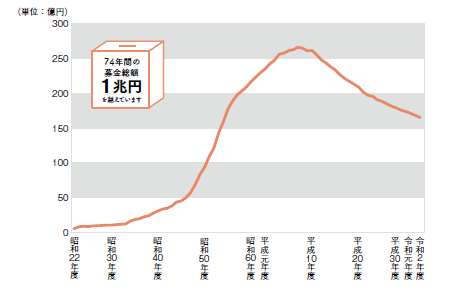 (単位：億円)
300
250
200
150
100
50
0
74年間の
募金総額
1兆円
を越えています
昭和22年度
昭和30年度
昭和40年度
昭和50年度
昭和60年度
平成元年度
平成10年度
平成20年度
平成30年度
令和元年度
令和2年度